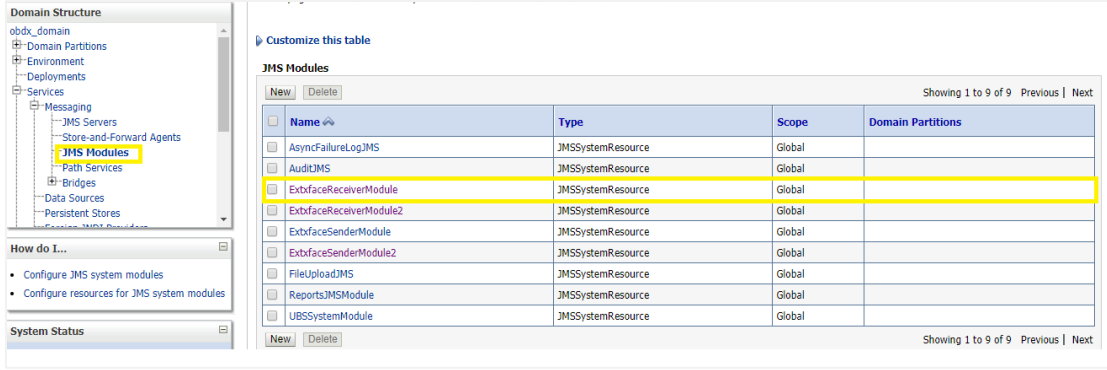 Domain Structure
obdx_domain
Domain Partitions
Environment
Deployments
Services
Messaging
JMS Servers
Store-and-Forward Agents
JMS Modules
Path Services
Bridges
Data Sources
Persistent Stores
How do I...
Configure JMS system modules
Configure resources for JMS system modules
System Status
Customize this table
JMS Modules
New Delete Showing 1 to 9 of 9 Previous | Next
Name Type Scope Domain Partitions
AsyncFailureLogJMS JMSSystemResource Global
AuditJMS JMSSystemResource Global
ExtxfaceReceiverModule JMSSystemResource Global
ExtxfaceReceiverModule2 JMSSystemResource Global
ExtxfaceSenderModule JMSSystemResource Global
ExtxfaceSenderModule2 JMSSystemResource Global
FileUploadJMS JMSSystemResource Global
ReportsJMSModule JMSSystemResource Global
UBSSystemModule JMSSystemResource Global
New Delete Showing 1 to 9 of 9 Previous | Next